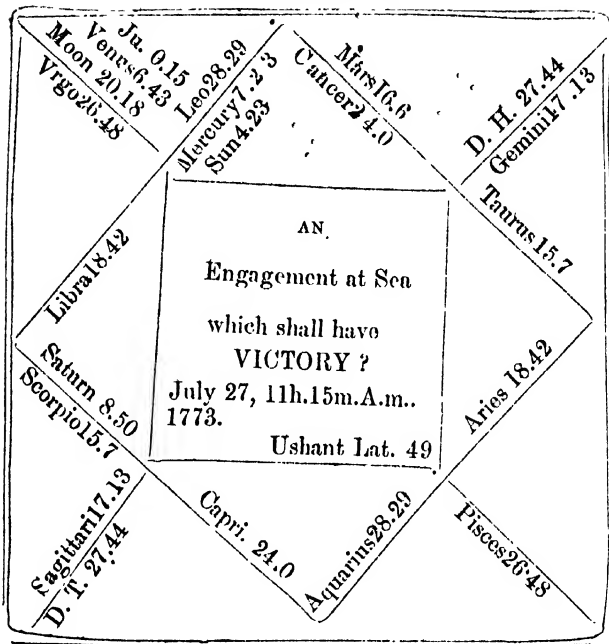 Ju. 0.15
Venus6.43
Moon 20.18
Vrgo26.48
Leo28.29
Mercury7.2 3
Sun4.23
Mars16.6
Cancer24.0
D. H. 27.44
Gemini17.13
Taurus15.7
Libra18.42
AN.
Engagement at Sea
which shall have
VICTORY ?
July 27, 11h.15m.A.m..
1773.
Ushant Lat. 49
Aries 18.42
Saturn 8.50
Scorpio15.7
Sagittari17.13
D. T. 27.44
Capri. 24.0
Aquarius28.29
Pisces26.48